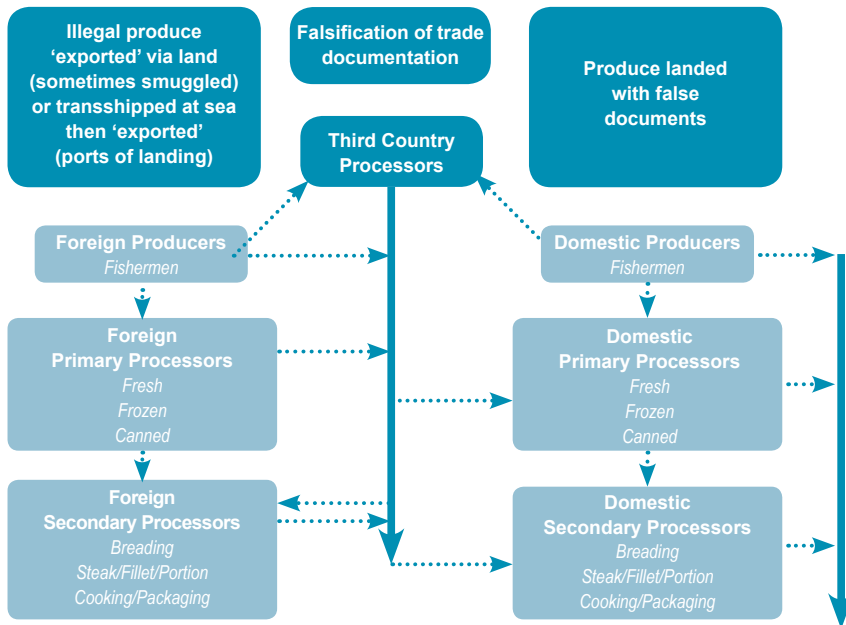 Illegal produce
‘exported’ via land
(sometimes smuggled)
or transshipped at sea
then ‘exported’
(ports of landing)
Falsification of trade
documentation
Produce landed
with false
documents
Third Country
Processors
Foreign Producers
Fishermen
Domestic Producers
Fishermen
Foreign
Primary Processors
Fresh
Frozen
Canned
Domestic
Primary Processors
Fresh
Frozen
Canned
Foreign
Secondary Processors
Breading
Steak/Fillet/Portion
Cooking/Packaging
Domestic
Secondary Processors
Breading
Steak/Fillet/Portion
Cooking/Packaging